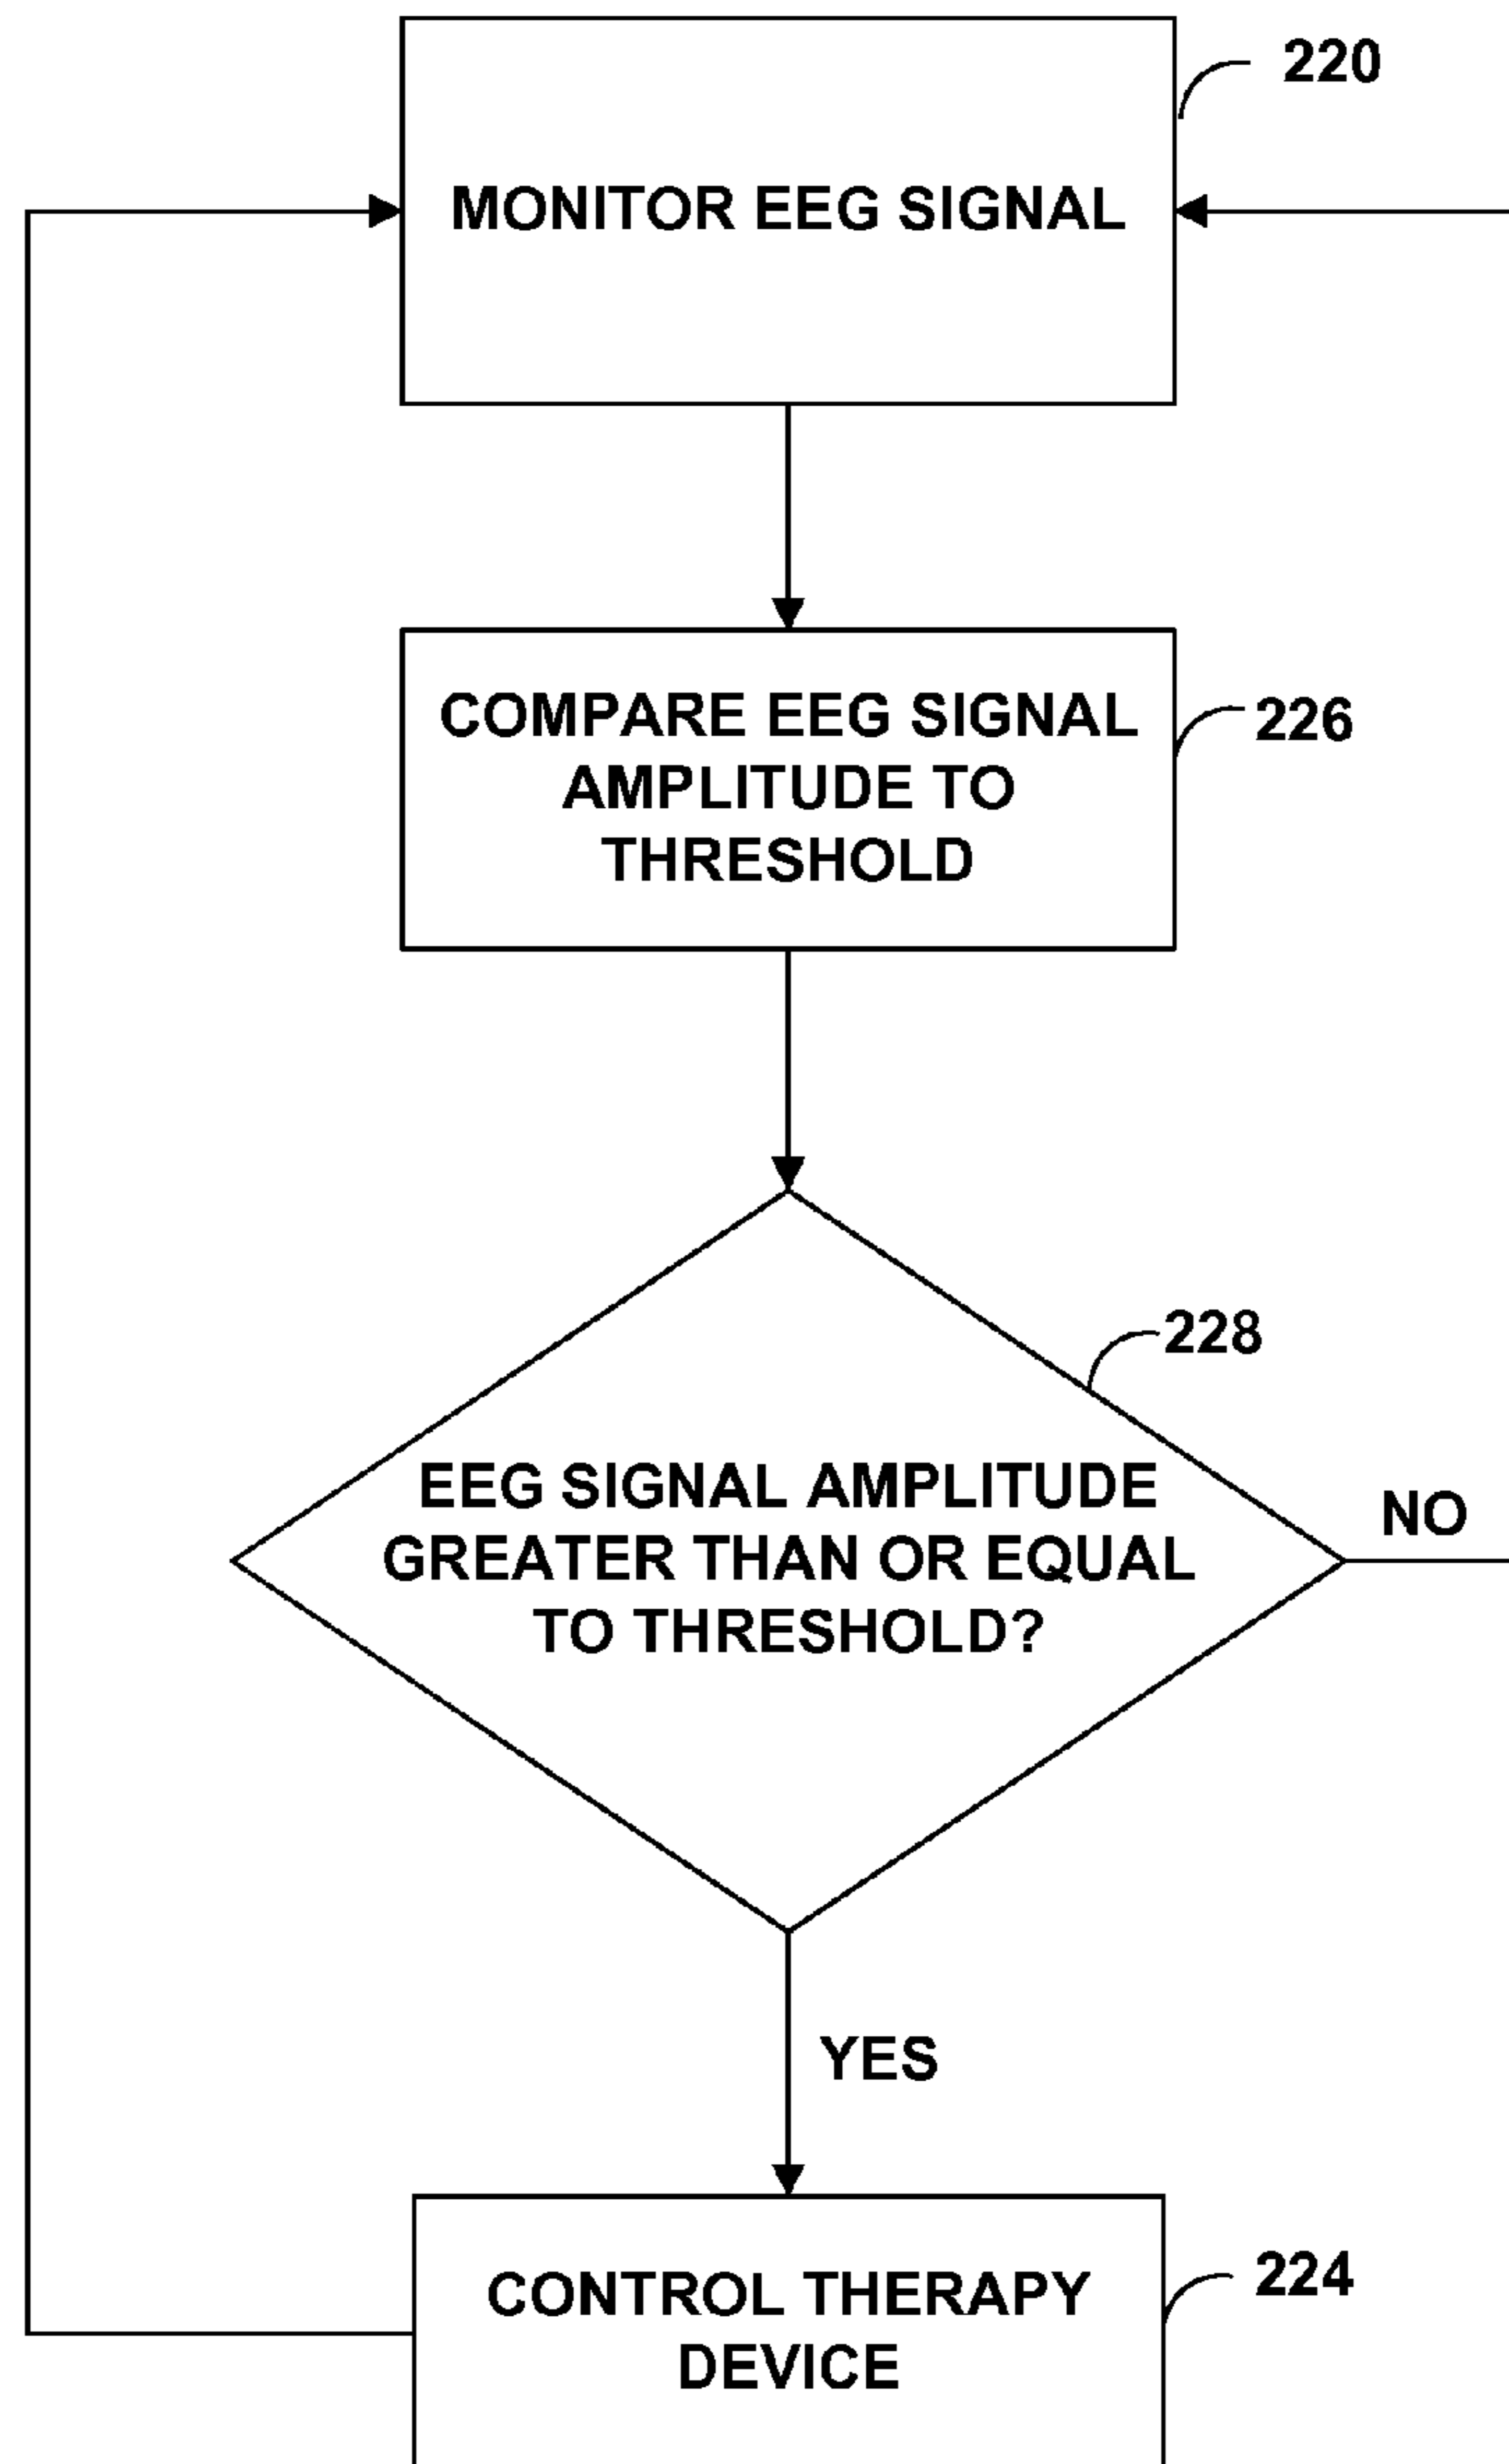 220
MONITOR EEG SIGNAL
COMPARE EEG SIGNAL
AMPLITUDE TO
THRESHOLD
226
228
EEG SIGNAL AMPLITUDE
GREATER THAN OR EQUAL
TO THRESHOLD?
NO
YES
CONTROL THERAPY
DEVICE
224